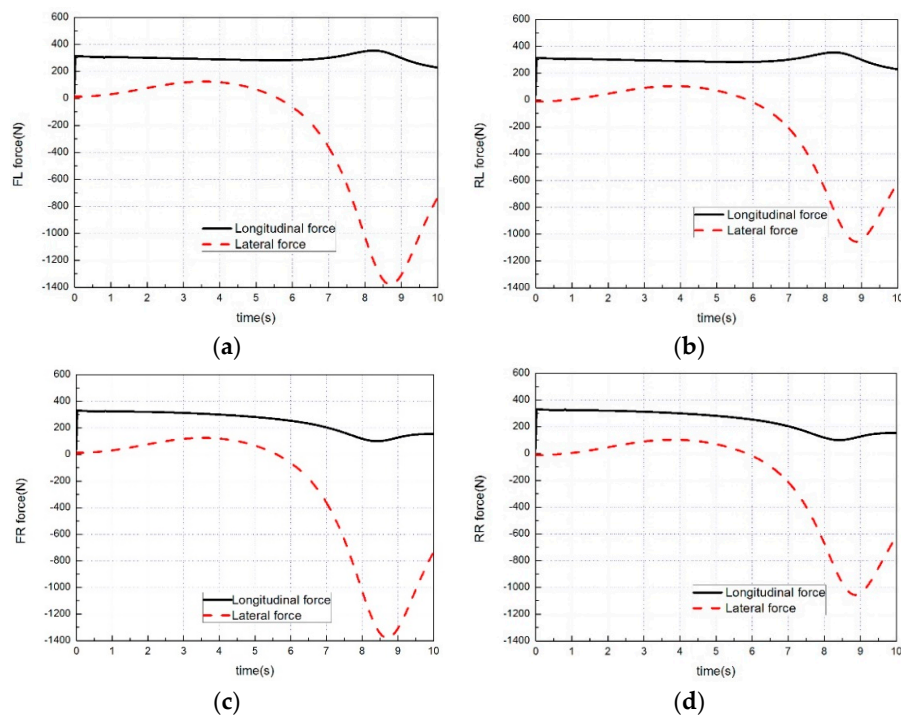 600
400
200
0
-200
-400
-600
-800
-1000
-1200
-1400
FL force(N)
Longitudinal force
Lateral force
0 1 2 3 4 5 6 7 8 9 10
time(s)
(a)
600
400
200
0
-200
-400
-600
-800
-1000
-1200
-1400
RL force(N)
Longitudinal force
Lateral force
0 1 2 3 4 5 6 7 8 9 10
time(s)
(b)
600
400
200
0
-200
-400
-600
-800
-1000
-1200
-1400
FR force(N)
Longitudinal force
Lateral force
0 1 2 3 4 5 6 7 8 9 10
time(s)
(c)
600
400
200
0
-200
-400
-600
-800
-1000
-1200
-1400
RR force(N)
Longitudinal force
Lateral force
0 1 2 3 4 5 6 7 8 9 10
time(s)
(d)